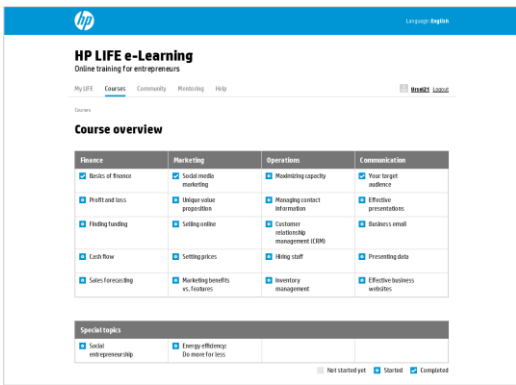 hp
Language: English
HP LIFE e-Learning
Online training for entrepreneurs
My LIFE Courses Community Mentoring Help
Logout
Courses
Course overview
Finance Marketing Operations Communication
Basics of finance
Social media
marketing
Maximizing capacity
Your target
audience
Profit and loss
Unique value
proposition
Managing contact
information
Effective
presentations
Finding funding
Selling online
Customer
relationship
management (CRM)
Business email
Cash flow
Setting prices
Hiring staff
Presenting data
Sales forecasting
Marketing benefits
vs. features
Inventory
management
Effective business
websites
Special topics
Social
entrepreneurship
Energy efficiency:
Do more for less
Not started yet Started Completed